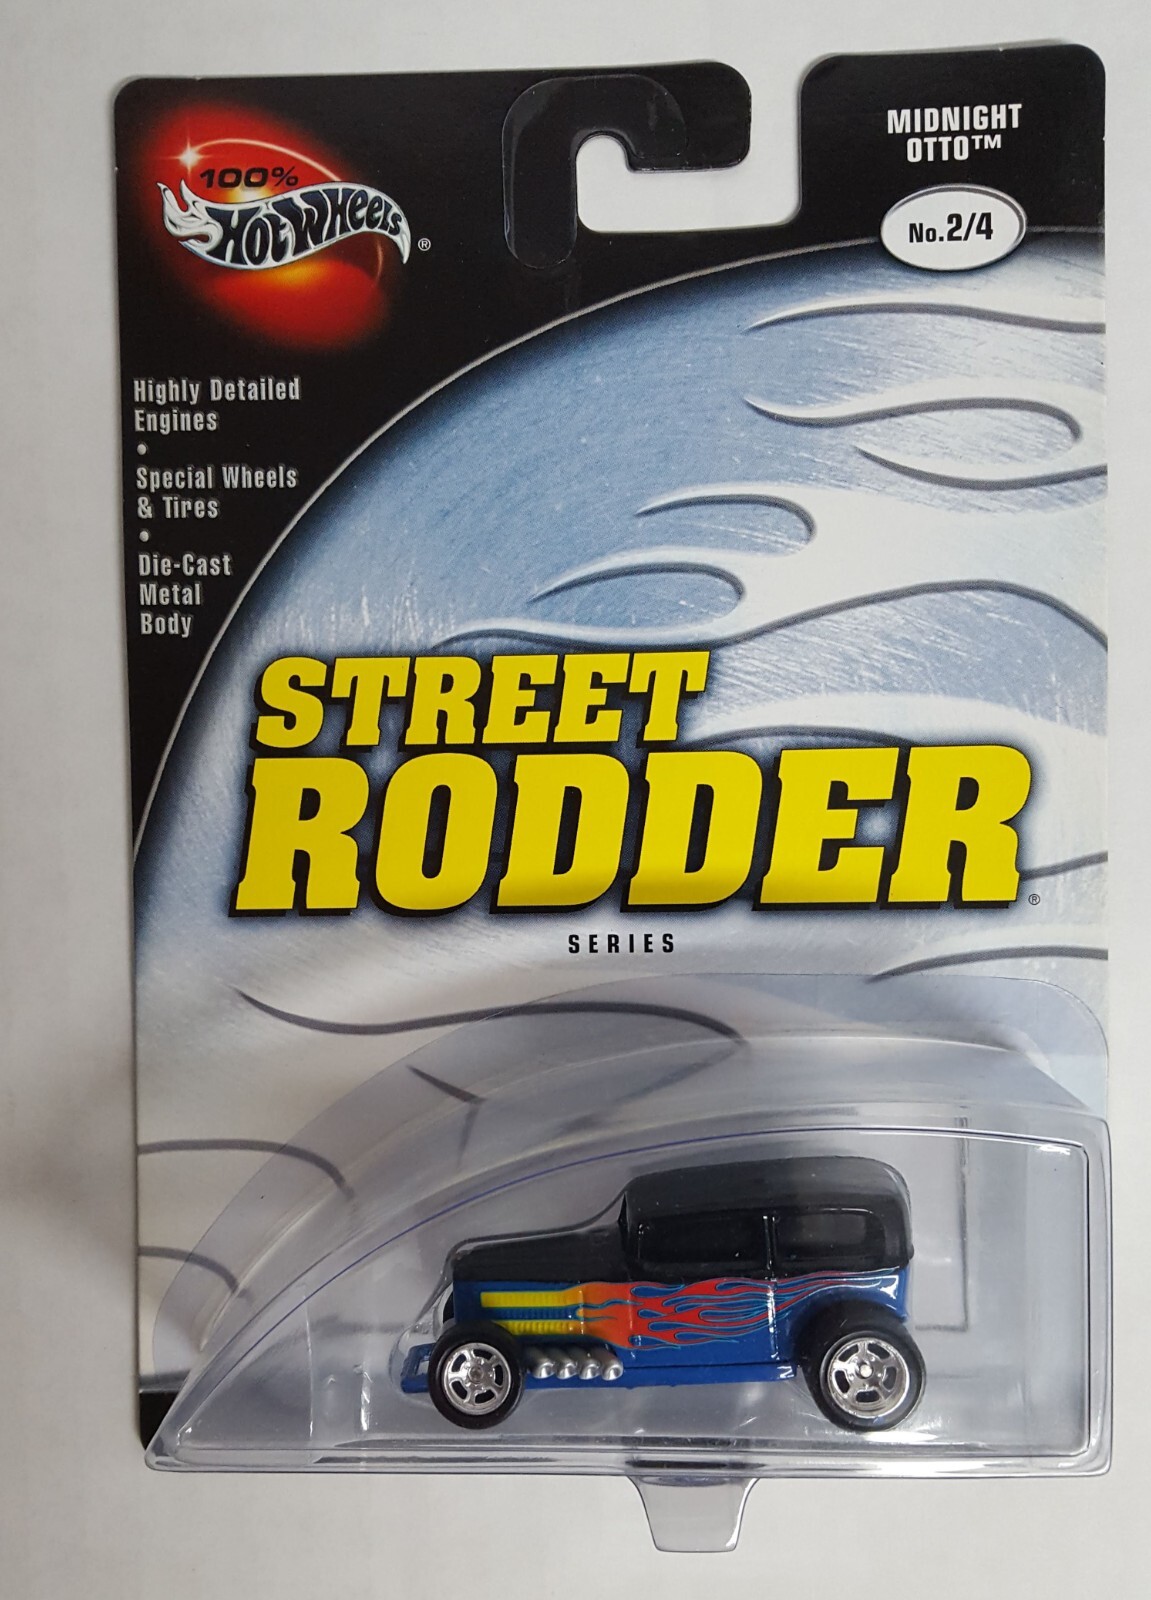 100%
Hot Wheels®
MIDNIGHT
OTTO™
No.2/4
Highly Detailed
Engines
•
Special Wheels
& Tires
•
Die-Cast
Metal
Body
STREET
RODDER®
SERIES